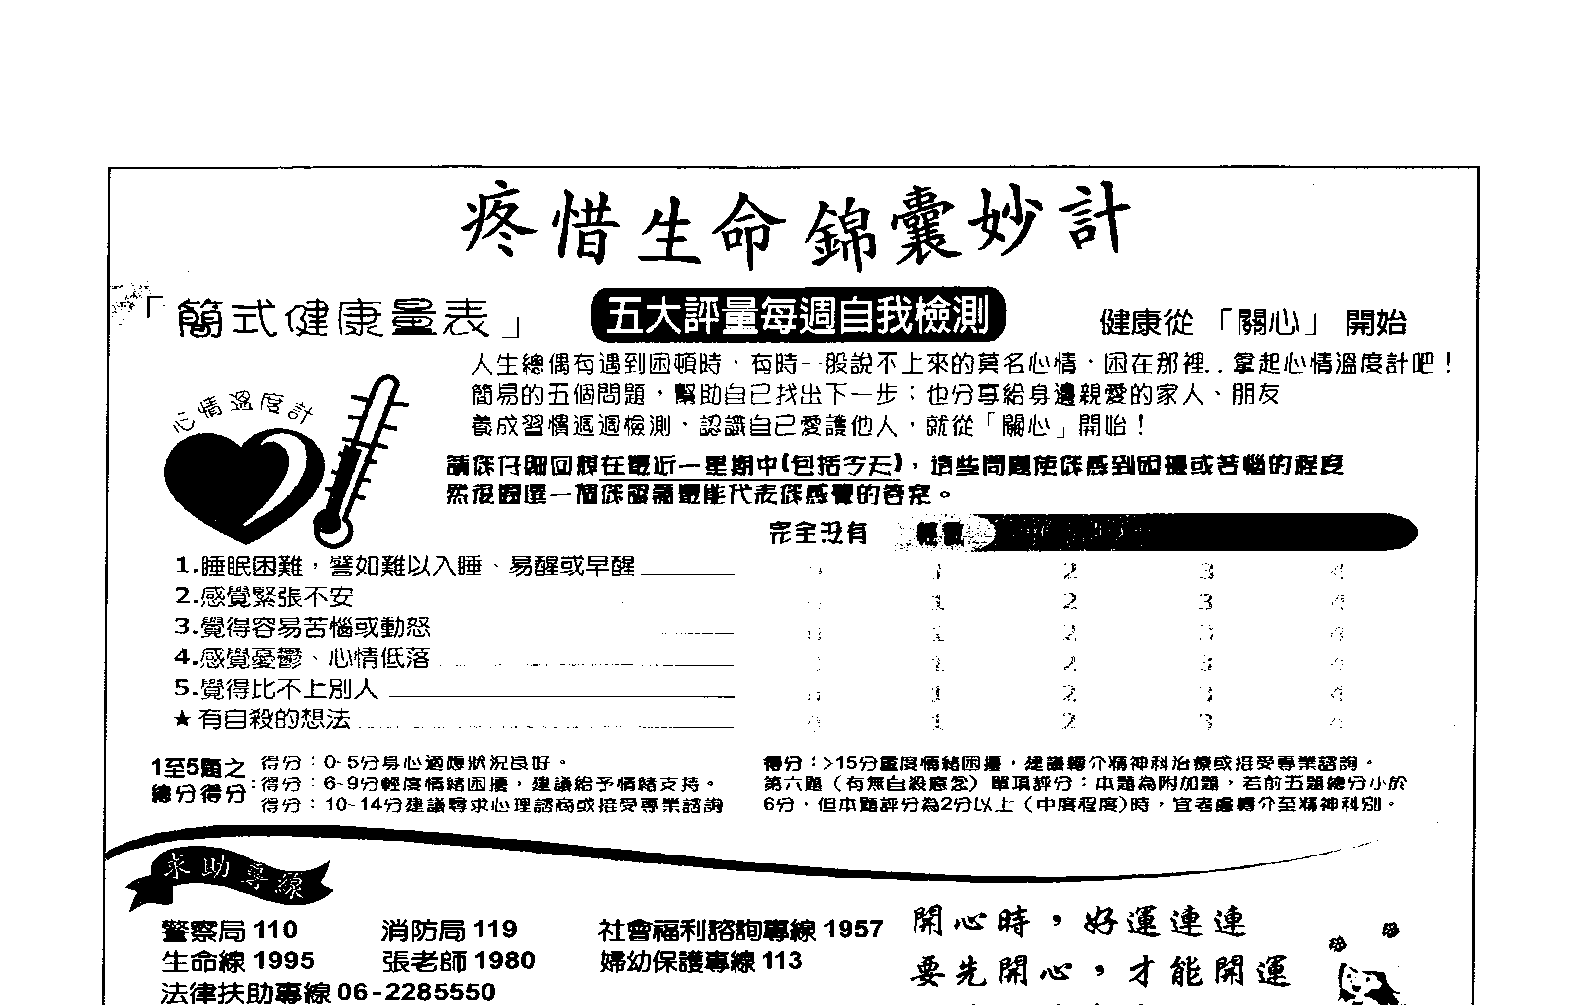 疼惜生命錦囊妙計
「簡式健康量表」
五大評量每週自我檢測
健康從「關心」開始
人生總偶有遇到困頓時，有時一股說不上來的莫名心情，困在那裡..拿起心情溫度計吧！
簡易的五個問題，幫助自己找出下一步；也分享給身邊親愛的家人、朋友
養成習慣週週檢測，認識自己愛護他人，就從「關心」開始！
心情溫度計
請您仔細回想在最近一星期中(包括今天)，這些問題使您感到困擾或苦惱的程度
然後圈選一個您認為最能代表您感覺的答案。
完全沒有 輕微
1.睡眠困難，譬如難以入睡、易醒或早醒 1 2 3 4
2.感覺緊張不安 1 2 3 4
3.覺得容易苦惱或動怒 0 1 2 3 4
4.感覺憂鬱、心情低落 1 2 3 4
5.覺得比不上別人 0 1 2 3 4
★有自殺的想法 0 1 2 3 4
1至5題之總分得分：
得分：0-5分身心適應狀況良好。
得分：6-9分輕度情緒困擾，建議給予情緒支持。
得分：10-14分建議尋求心理諮商或接受專業諮詢
得分：>15分重度情緒困擾，建議轉介精神科治療或接受專業諮詢。
第六題（有無自殺意念）單項評分：本題為附加題，若前五題總分小於
6分，但本題評分為2分以上（中度程度)時，宜考慮轉介至精神科別。
求助專線
警察局 110 消防局 119 社會福利諮詢專線 1957
生命線 1995 張老師 1980 婦幼保護專線 113
法律扶助專線 06-2285550
開心時，好運連連
要先開心，才能開運